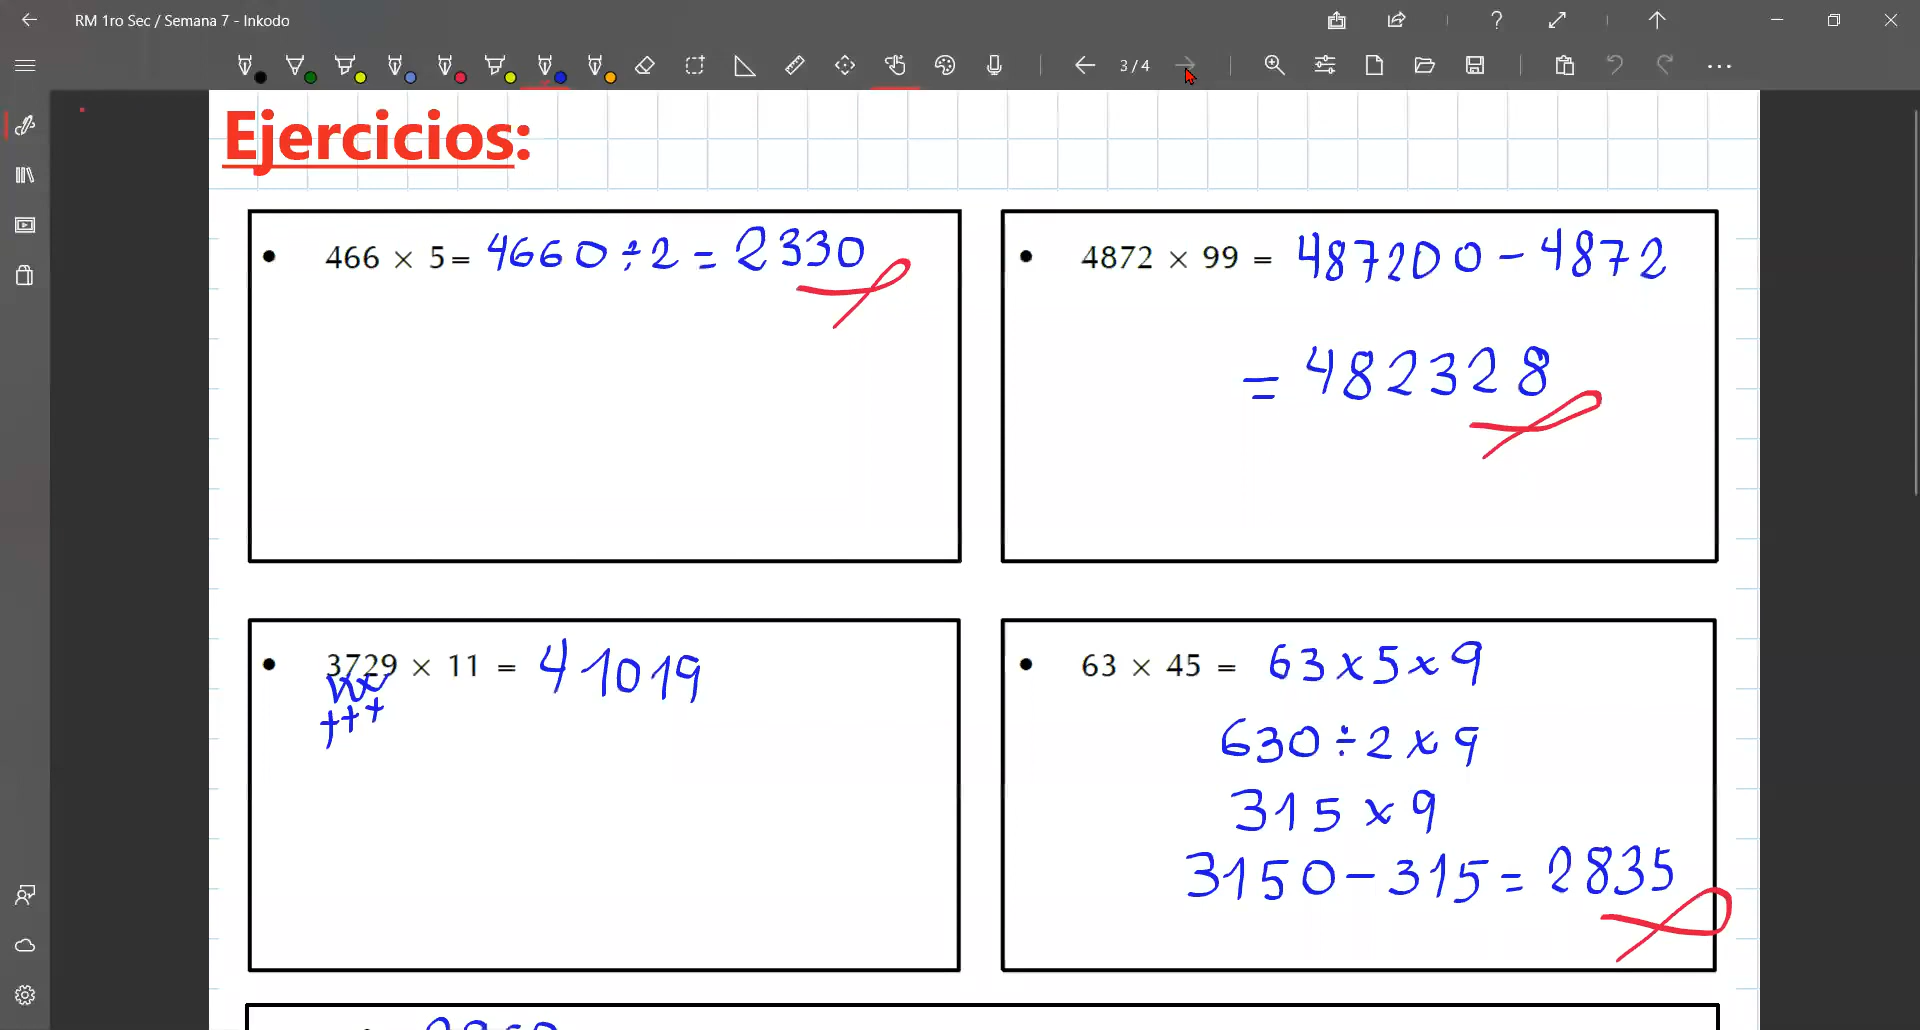 RM 1ro Sec / Semana 7 - Inkodo
3 / 4
Ejercicios:
• 466 × 5 = 4660 ÷ 2 = 2330
• 4872 × 99 = 487200 - 4872
= 482328
• 3729 × 11 = 41019
+ + +
• 63 × 45 = 63 × 5 × 9
630 ÷ 2 × 9
315 × 9
3150 - 315 = 2835